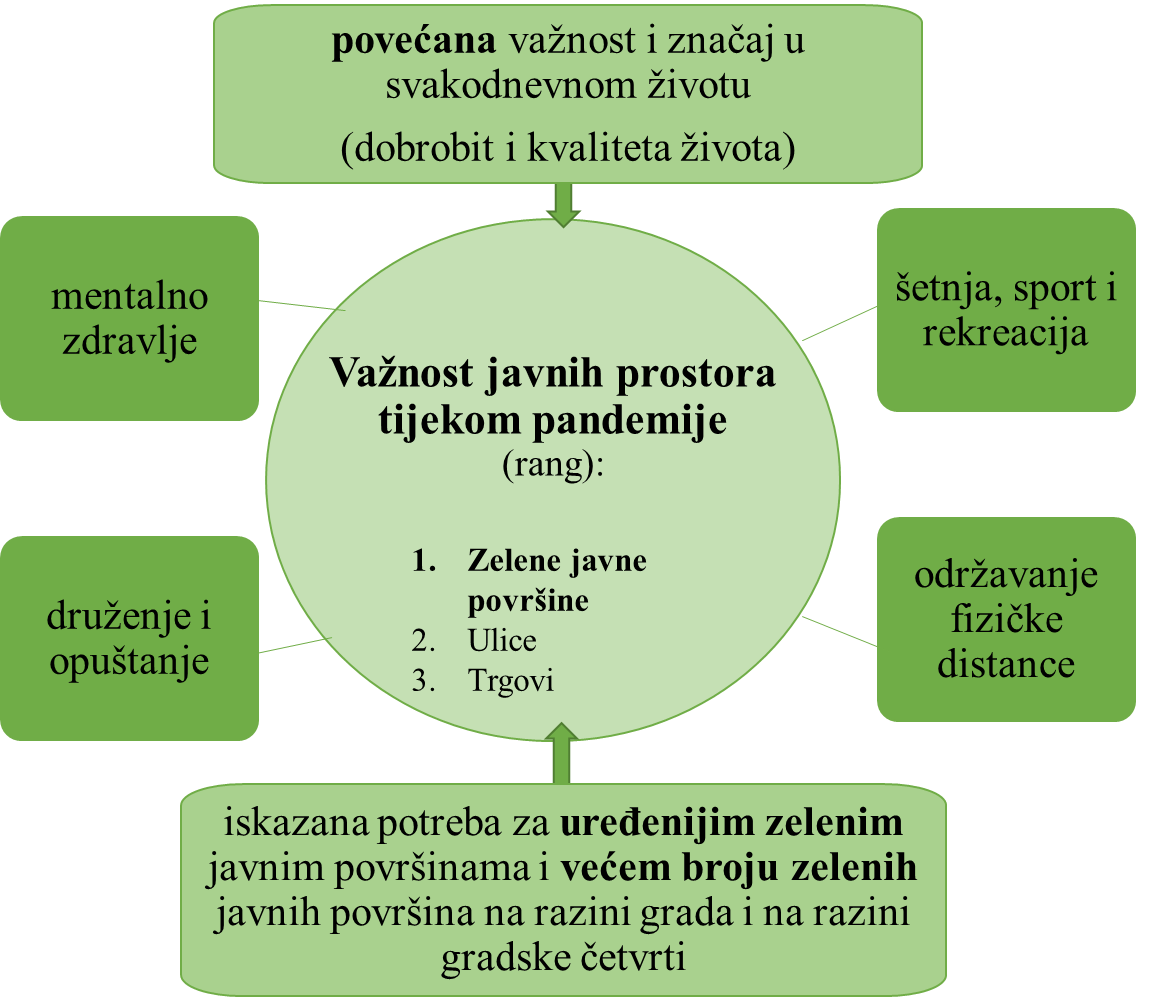 povećana važnost i značaj u
svakodnevnom životu
(dobrobit i kvaliteta života)
mentalno
zdravlje
šetnja, sport i
rekreacija
Važnost javnih prostora
tijekom pandemije
(rang):
1. Zelene javne
površine
2. Ulice
3. Trgovi
druženje i
opuštanje
održavanje
fizičke
distance
iskazana potreba za uređenijim zelenim
javnim površinama i većem broju zelenih
javnih površina na razini grada i na razini
gradske četvrti